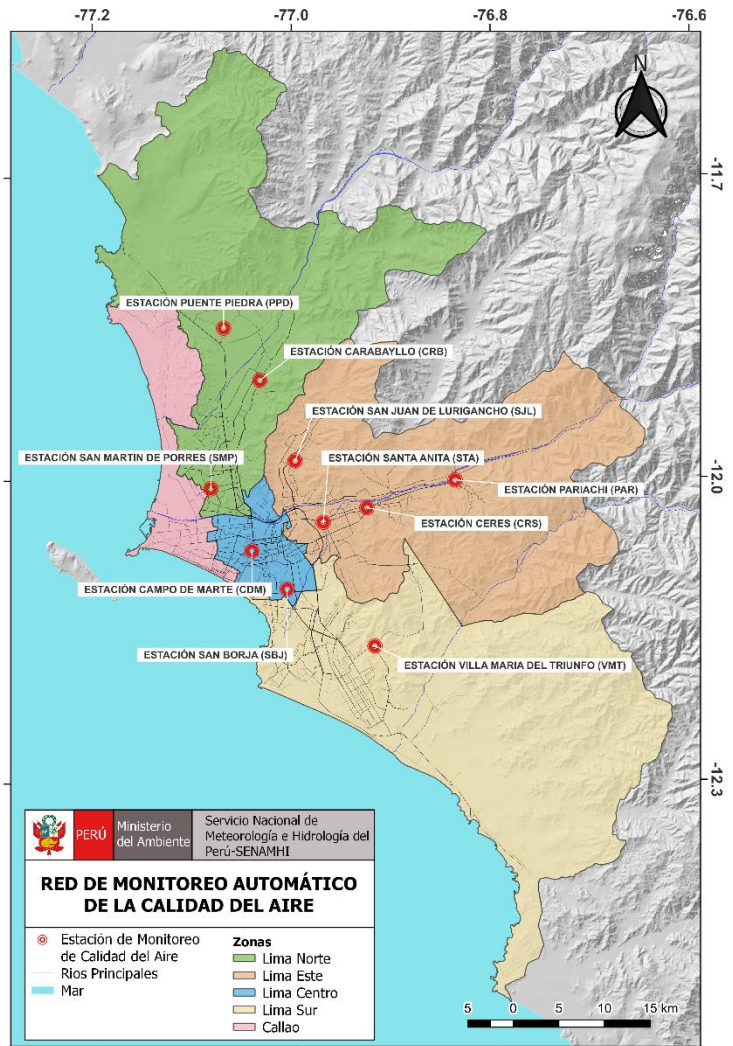 -77.2
-77.0
-76.8
-76.6
N
-11.7
ESTACIÓN PUENTE PIEDRA (PPD)
ESTACIÓN CARABAYLLO (CRB)
ESTACIÓN SAN JUAN DE LURIGANCHO (SJL)
ESTACIÓN SAN MARTIN DE PORRES (SMP)
ESTACIÓN SANTA ANITA (STA)
-12.0
ESTACIÓN PARIACHI (PAR)
ESTACIÓN CERES (CRS)
ESTACIÓN CAMPO DE MARTE (CDM)
ESTACIÓN SAN BORJA (SBJ)
ESTACIÓN VILLA MARIA DEL TRIUNFO (VMT)
-12.3
PERÚ
Ministerio
del Ambiente
Servicio Nacional de
Meteorología e Hidrología del
Perú-SENAMHI
RED DE MONITOREO AUTOMÁTICO
DE LA CALIDAD DEL AIRE
Estación de Monitoreo
de Calidad del Aire
Rios Principales
Mar
Zonas
Lima Norte
Lima Este
Lima Centro
Lima Sur
Callao
5 0 5 10 15 km